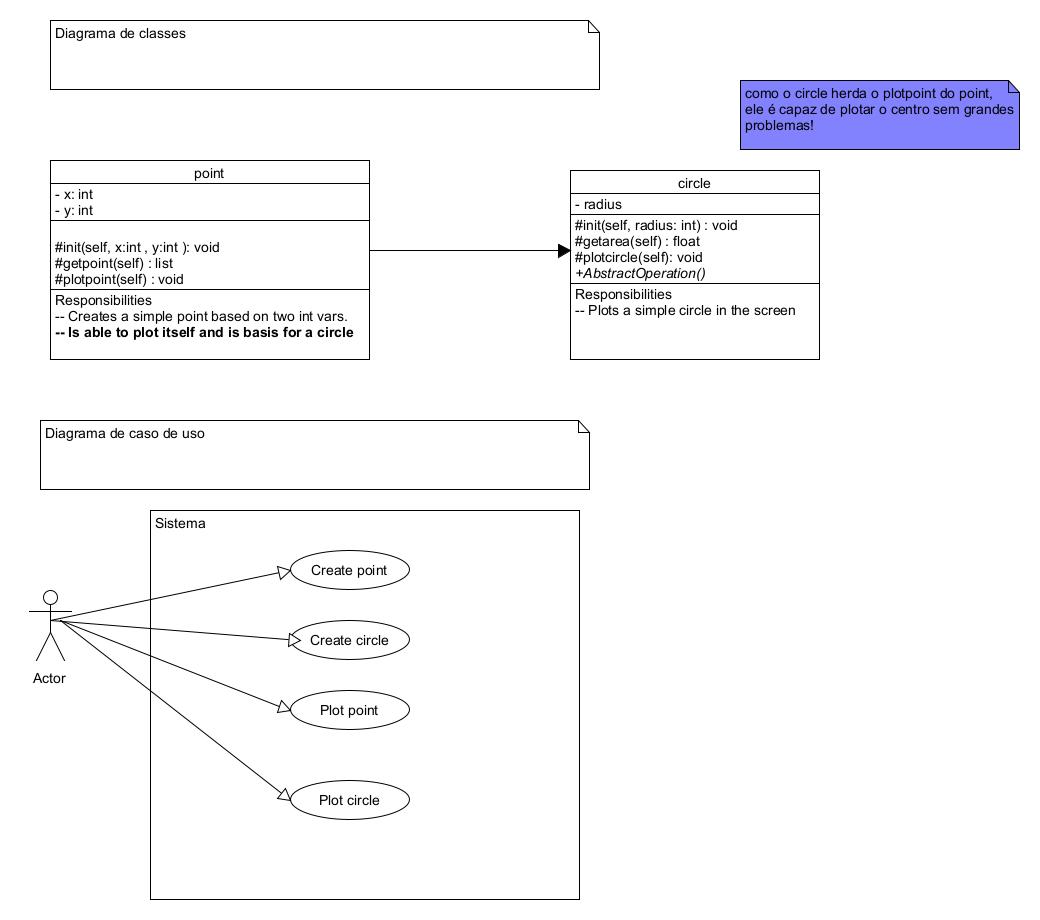 Diagrama de classes
como o circle herda o plotpoint do point,
ele é capaz de plotar o centro sem grandes
problemas!
point
- x: int
- y: int
#init(self, x:int , y:int ): void
#getpoint(self) : list
#plotpoint(self) : void
Responsibilities
-- Creates a simple point based on two int vars.
-- Is able to plot itself and is basis for a circle
circle
- radius
#init(self, radius: int) : void
#getarea(self) : float
#plotcircle(self): void
+AbstractOperation()
Responsibilities
-- Plots a simple circle in the screen
Diagrama de caso de uso
Sistema
Create point
Create circle
Plot point
Plot circle
Actor